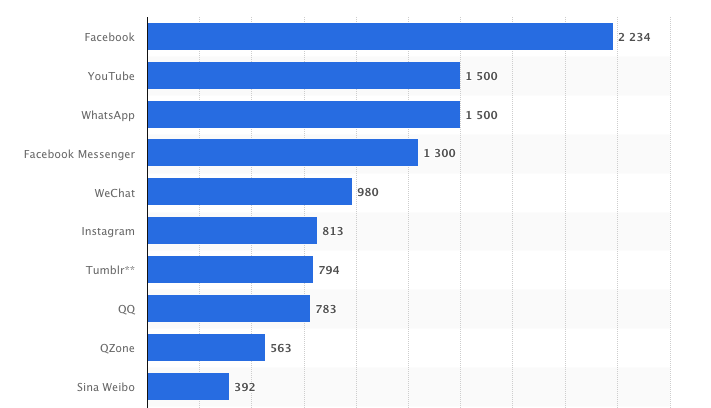 Facebook 2 234
YouTube 1 500
WhatsApp 1 500
Facebook Messenger 1 300
WeChat 980
Instagram 813
Tumblr** 794
QQ 783
QZone 563
Sina Weibo 392